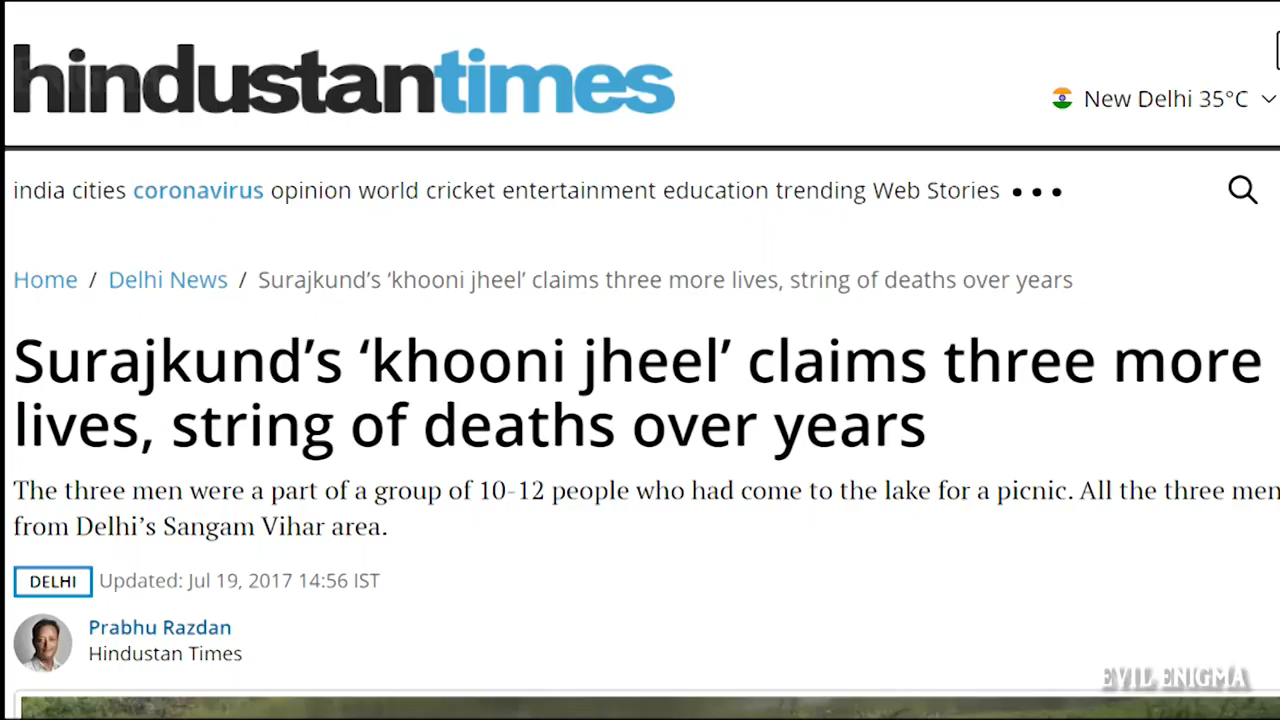 hindustantimes
New Delhi 35°C
india cities coronavirus opinion world cricket entertainment education trending Web Stories •••
Home / Delhi News / Surajkund’s ‘khooni jheel’ claims three more lives, string of deaths over years
Surajkund’s ‘khooni jheel’ claims three more
lives, string of deaths over years
The three men were a part of a group of 10-12 people who had come to the lake for a picnic. All the three men
from Delhi’s Sangam Vihar area.
DELHI Updated: Jul 19, 2017 14:56 IST
Prabhu Razdan
Hindustan Times
EVIL ENIGMA